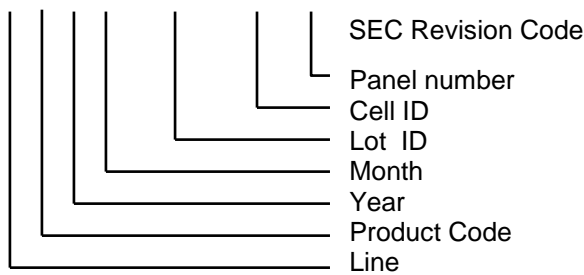 SEC Revision Code
Panel number
Cell ID
Lot ID
Month
Year
Product Code
Line